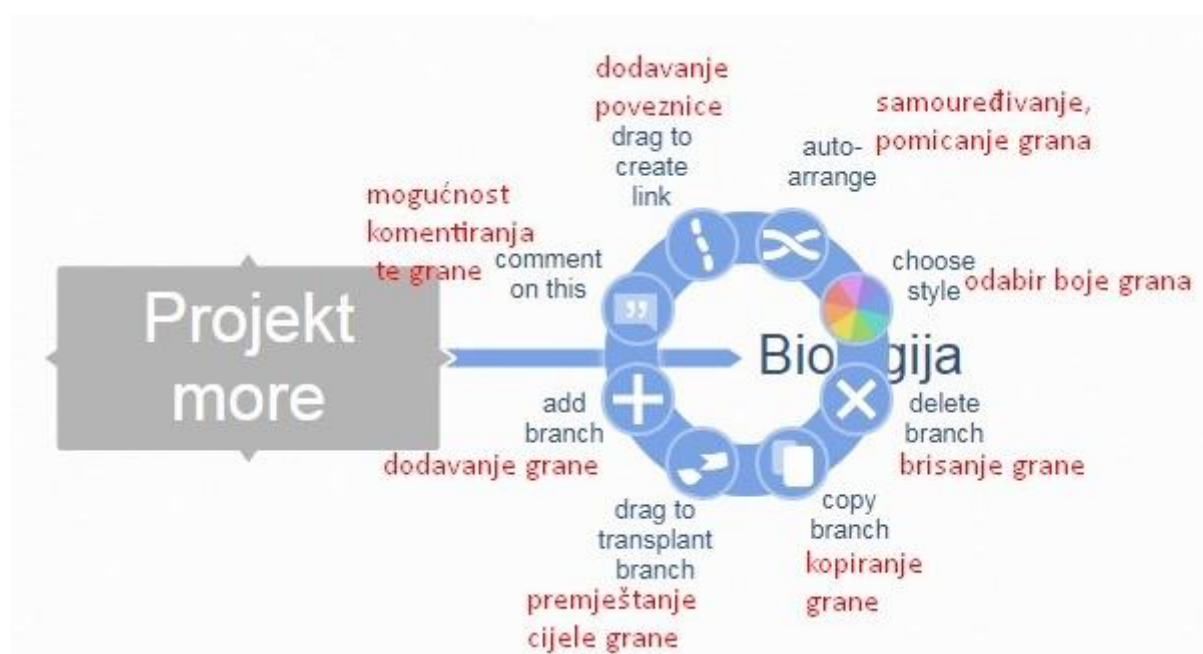 dodavanje
poveznice
drag to
create
link
samouređivanje,
pomicanje grana
auto-
arrange
mogućnost
komentiranja
te grane
comment
on this
choose
style
odabir boje grana
Projekt
more
Biologija
add
branch
dodavanje grane
delete
branch
brisanje grane
drag to
transplant
branch
premještanje
cijele grane
copy
branch
kopiranje
grane